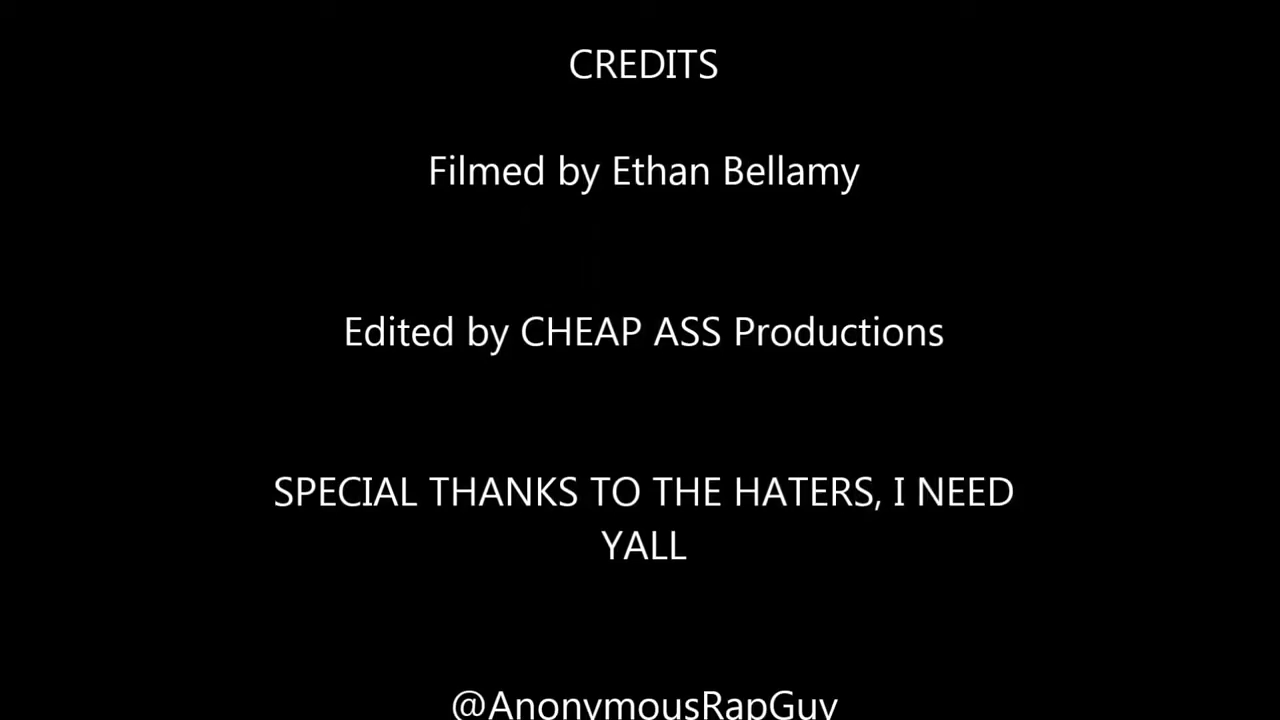 CREDITS
Filmed by Ethan Bellamy
Edited by CHEAP ASS Productions
SPECIAL THANKS TO THE HATERS, I NEED
YALL
@AnonymousRapGuy